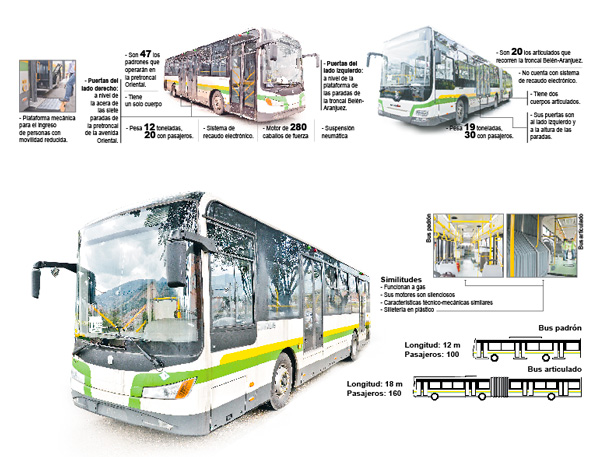 - Plataforma mecánica
para el ingreso
de personas con
movilidad reducida.
- Puertas del
lado derecho:
a nivel de
la acera de
las siete
paradas de
la pretroncal
de la avenida
Oriental.
- Son 47 los
padrones que
operarán en
la pretroncal
Oriental.
- Tiene
un solo cuerpo
- Pesa 12 toneladas,
20 con pasajeros.
- Sistema de
recaudo electrónico.
- Motor de 280
caballos de fuerza
- Suspensión
neumática
- Puertas del
lado izquierdo:
a nivel de la
plataforma de
las paradas de
la troncal Belén-
Aranjuez.
- Son 20 los articulados que
recorren la troncal Belén-Aranjuez.
- No cuenta con sistema
de recaudo electrónico.
- Tiene dos
cuerpos articulados.
- Sus puertas son
al lado izquierdo y
a la altura de las
paradas.
- Pesa 19 toneladas,
30 con pasajeros.
Bus padrón
Bus articulado
Similitudes
- Funcionan a gas
- Sus motores son silenciosos
- Características técnico-mecánicas similares
- Silletería en plástico
Bus padrón
Longitud: 12 m
Pasajeros: 100
Bus articulado
Longitud: 18 m
Pasajeros: 160